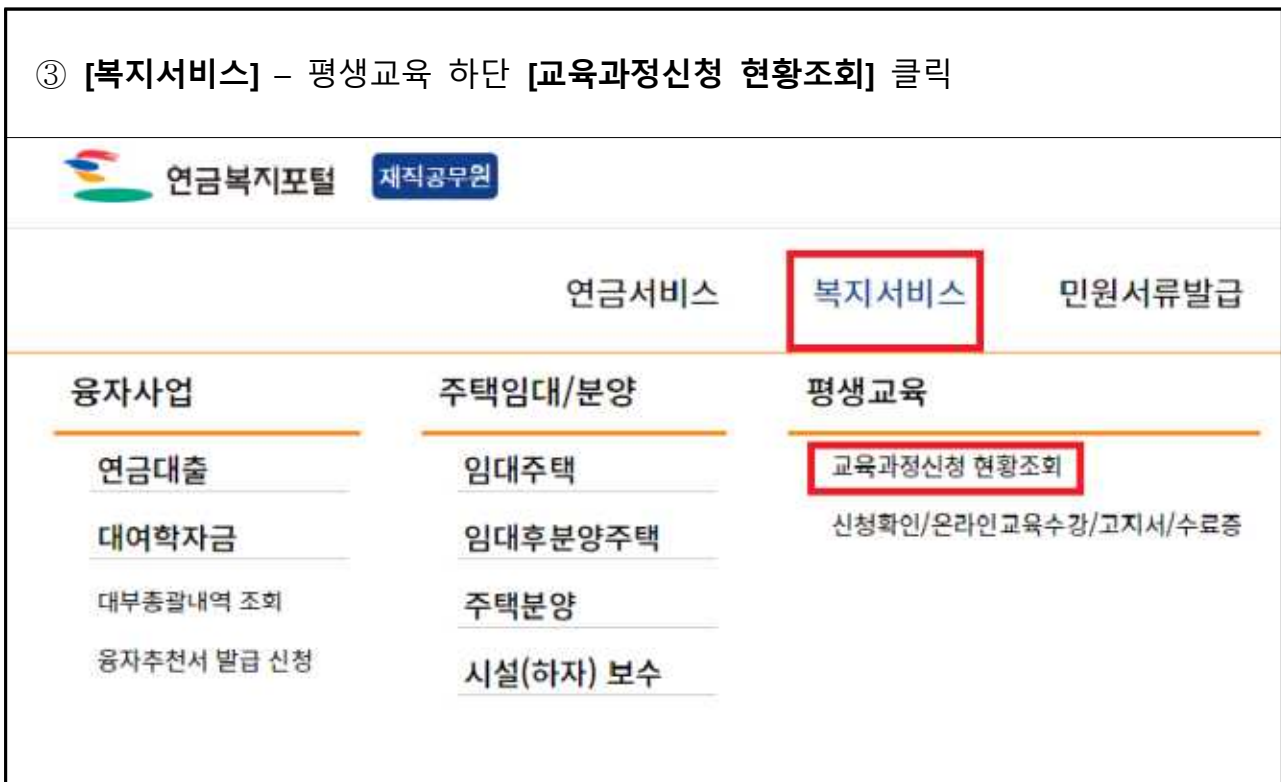 ③ [복지서비스] – 평생교육 하단 [교육과정신청 현황조회] 클릭
연금복지포털 재직공무원
연금서비스 복지서비스 민원서류발급
융자사업 주택임대/분양 평생교육
연금대출 임대주택 교육과정신청 현황조회
대여학자금 임대후분양주택 신청확인/온라인교육수강/고지서/수료증
대부총괄내역 조회 주택분양
융자추천서 발급 신청 시설(하자) 보수